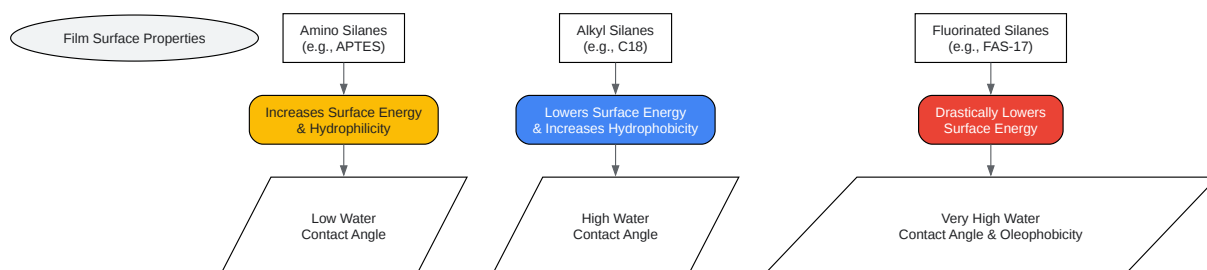 Film Surface Properties
Amino Silanes
(e.g., APTES)
Increases Surface Energy
& Hydrophilicity
Low Water
Contact Angle
Alkyl Silanes
(e.g., C18)
Lowers Surface Energy
& Increases Hydrophobicity
High Water
Contact Angle
Fluorinated Silanes
(e.g., FAS-17)
Drastically Lowers
Surface Energy
Very High Water
Contact Angle & Oleophobicity